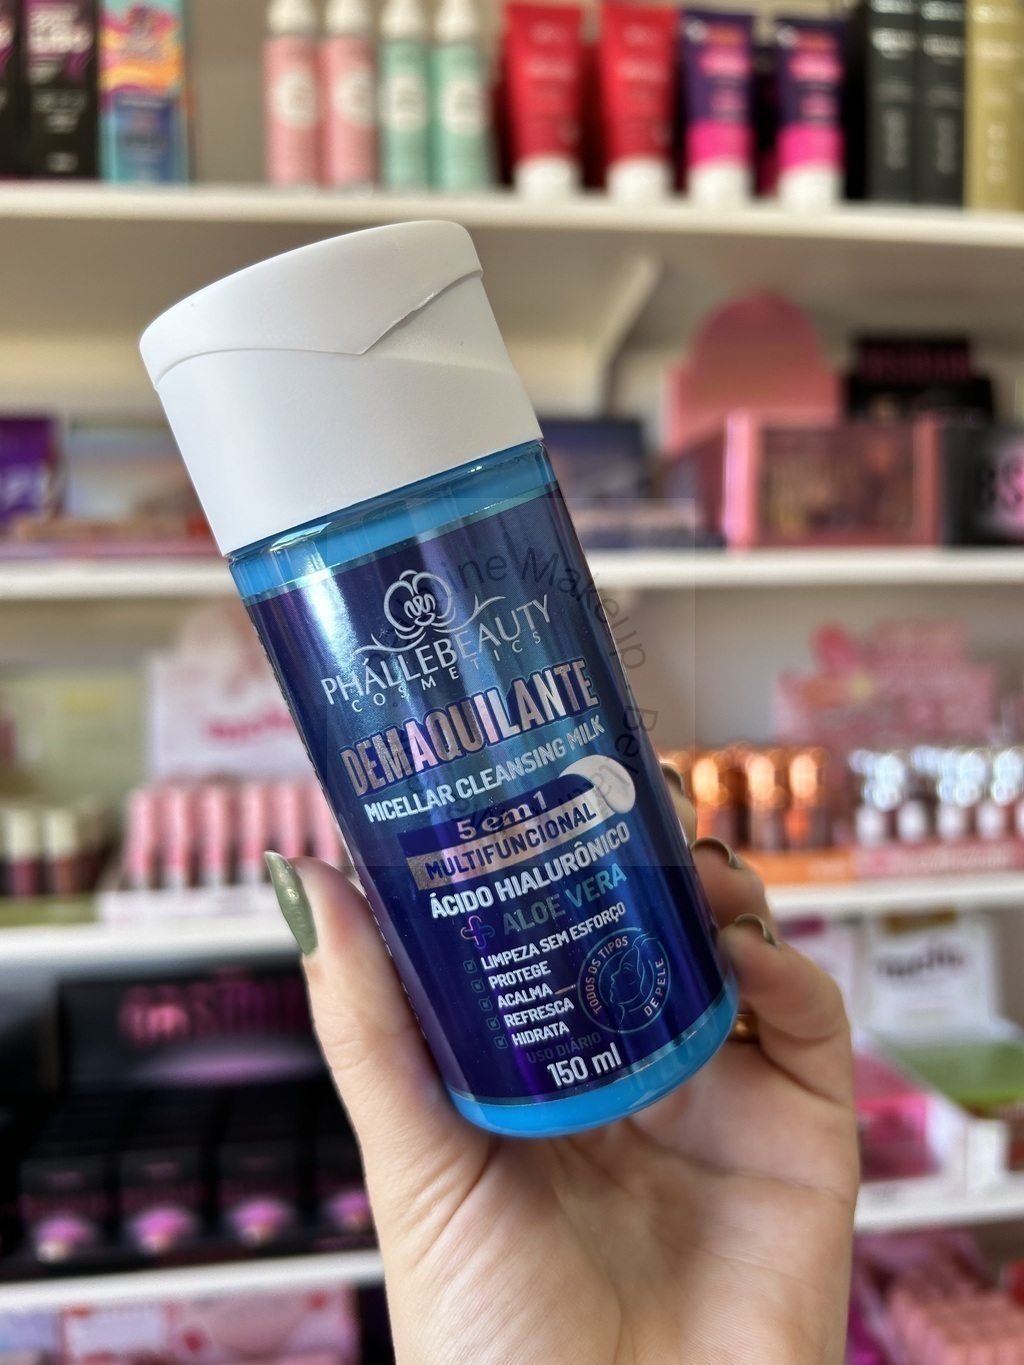 PHÁLLEBEAUTY
COSMETICS
DEMAQUILANTE
MICELLAR CLEANSING MILK
5 em 1
MULTIFUNCIONAL
ÁCIDO HIALURÔNICO
+ ALOE VERA
LIMPEZA SEM ESFORÇO
PROTEGE
ACALMA
REFRESCA
HIDRATA
TODOS OS TIPOS DE PELE
USO DIÁRIO
150 ml
Makeup